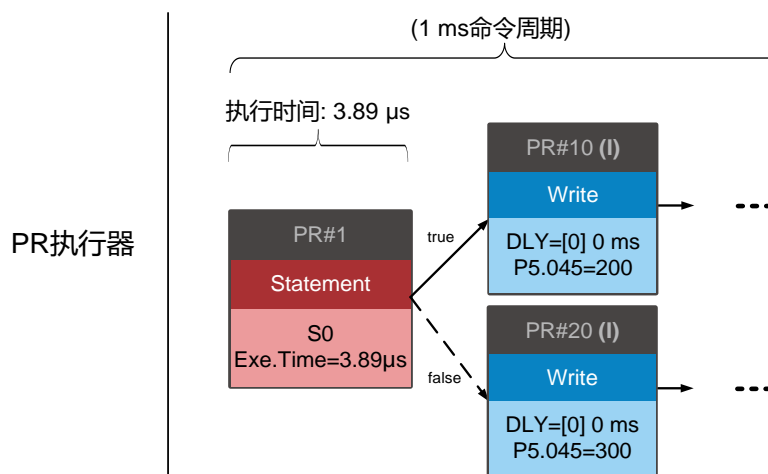 (1 ms命令周期)
执行时间: 3.89 µs
PR执行器
PR#1
Statement
S0
Exe.Time=3.89µs
true
false
PR#10 (I)
Write
DLY=[0] 0 ms
P5.045=200
PR#20 (I)
Write
DLY=[0] 0 ms
P5.045=300